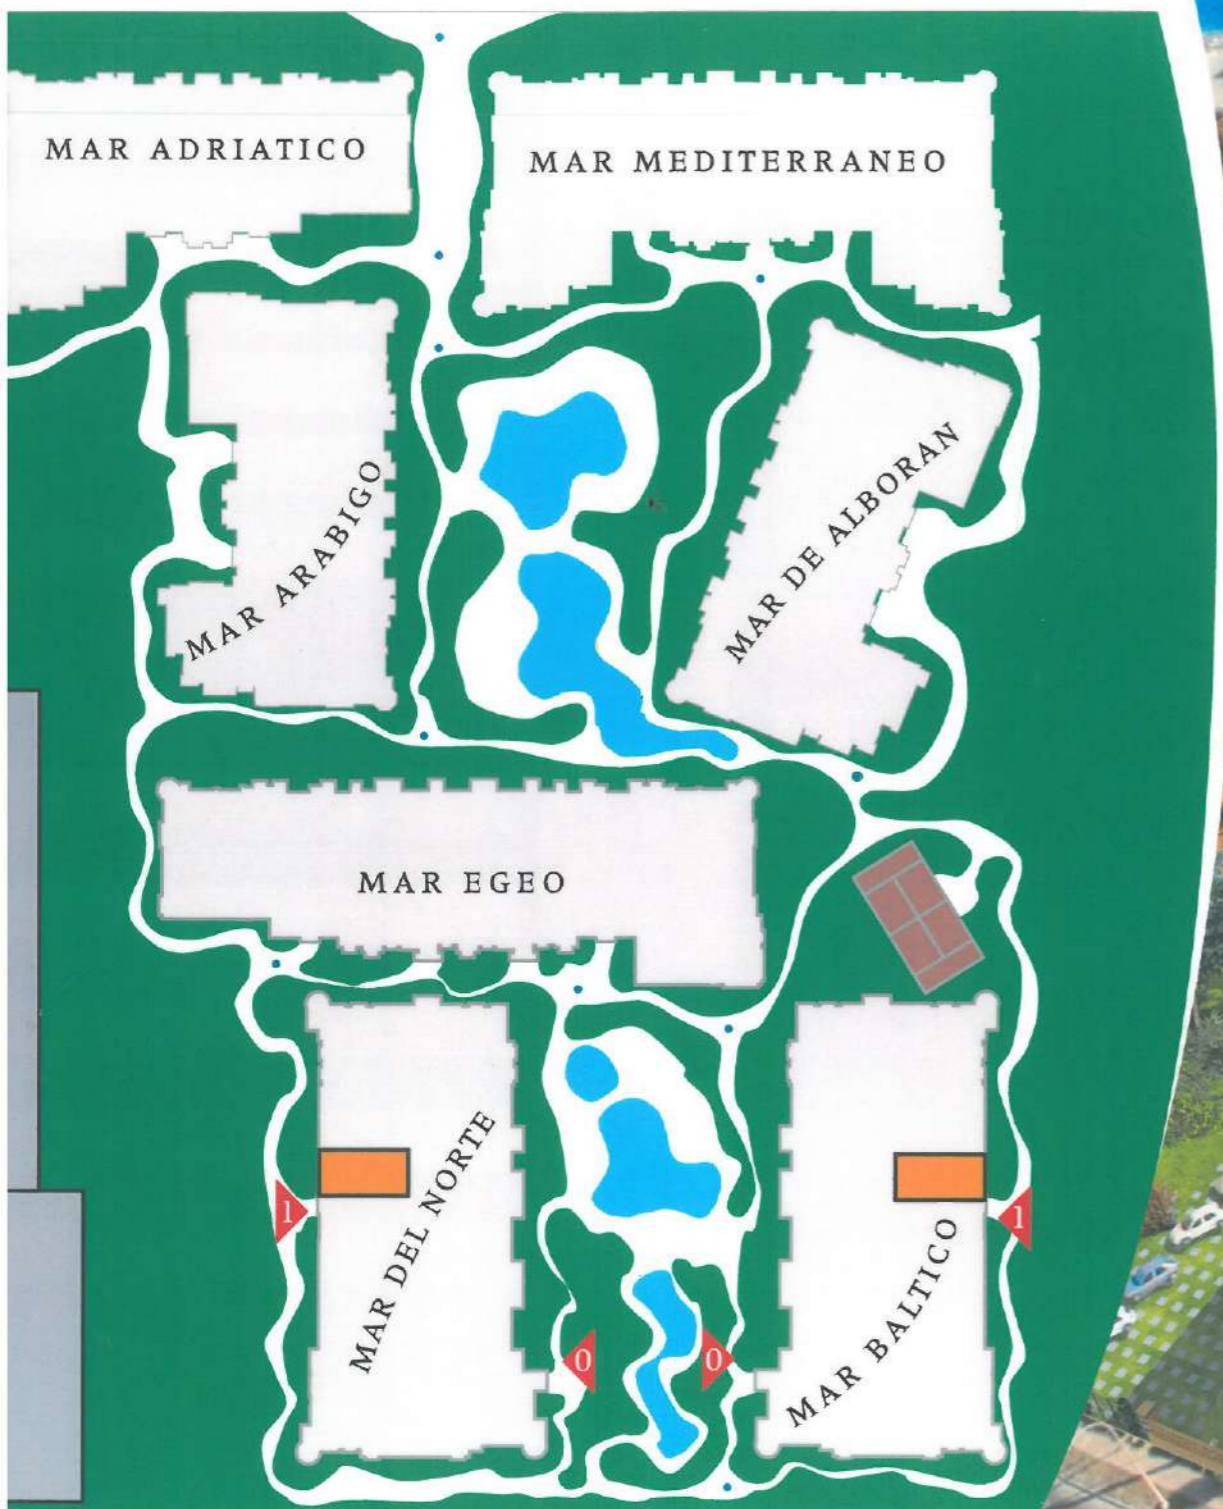 MAR ADRIATICO
MAR MEDITERRANEO
MAR ARABIGO
MAR DE ALBORAN
MAR EGEO
MAR DEL NORTE
MAR BALTICO
1
1
0
0